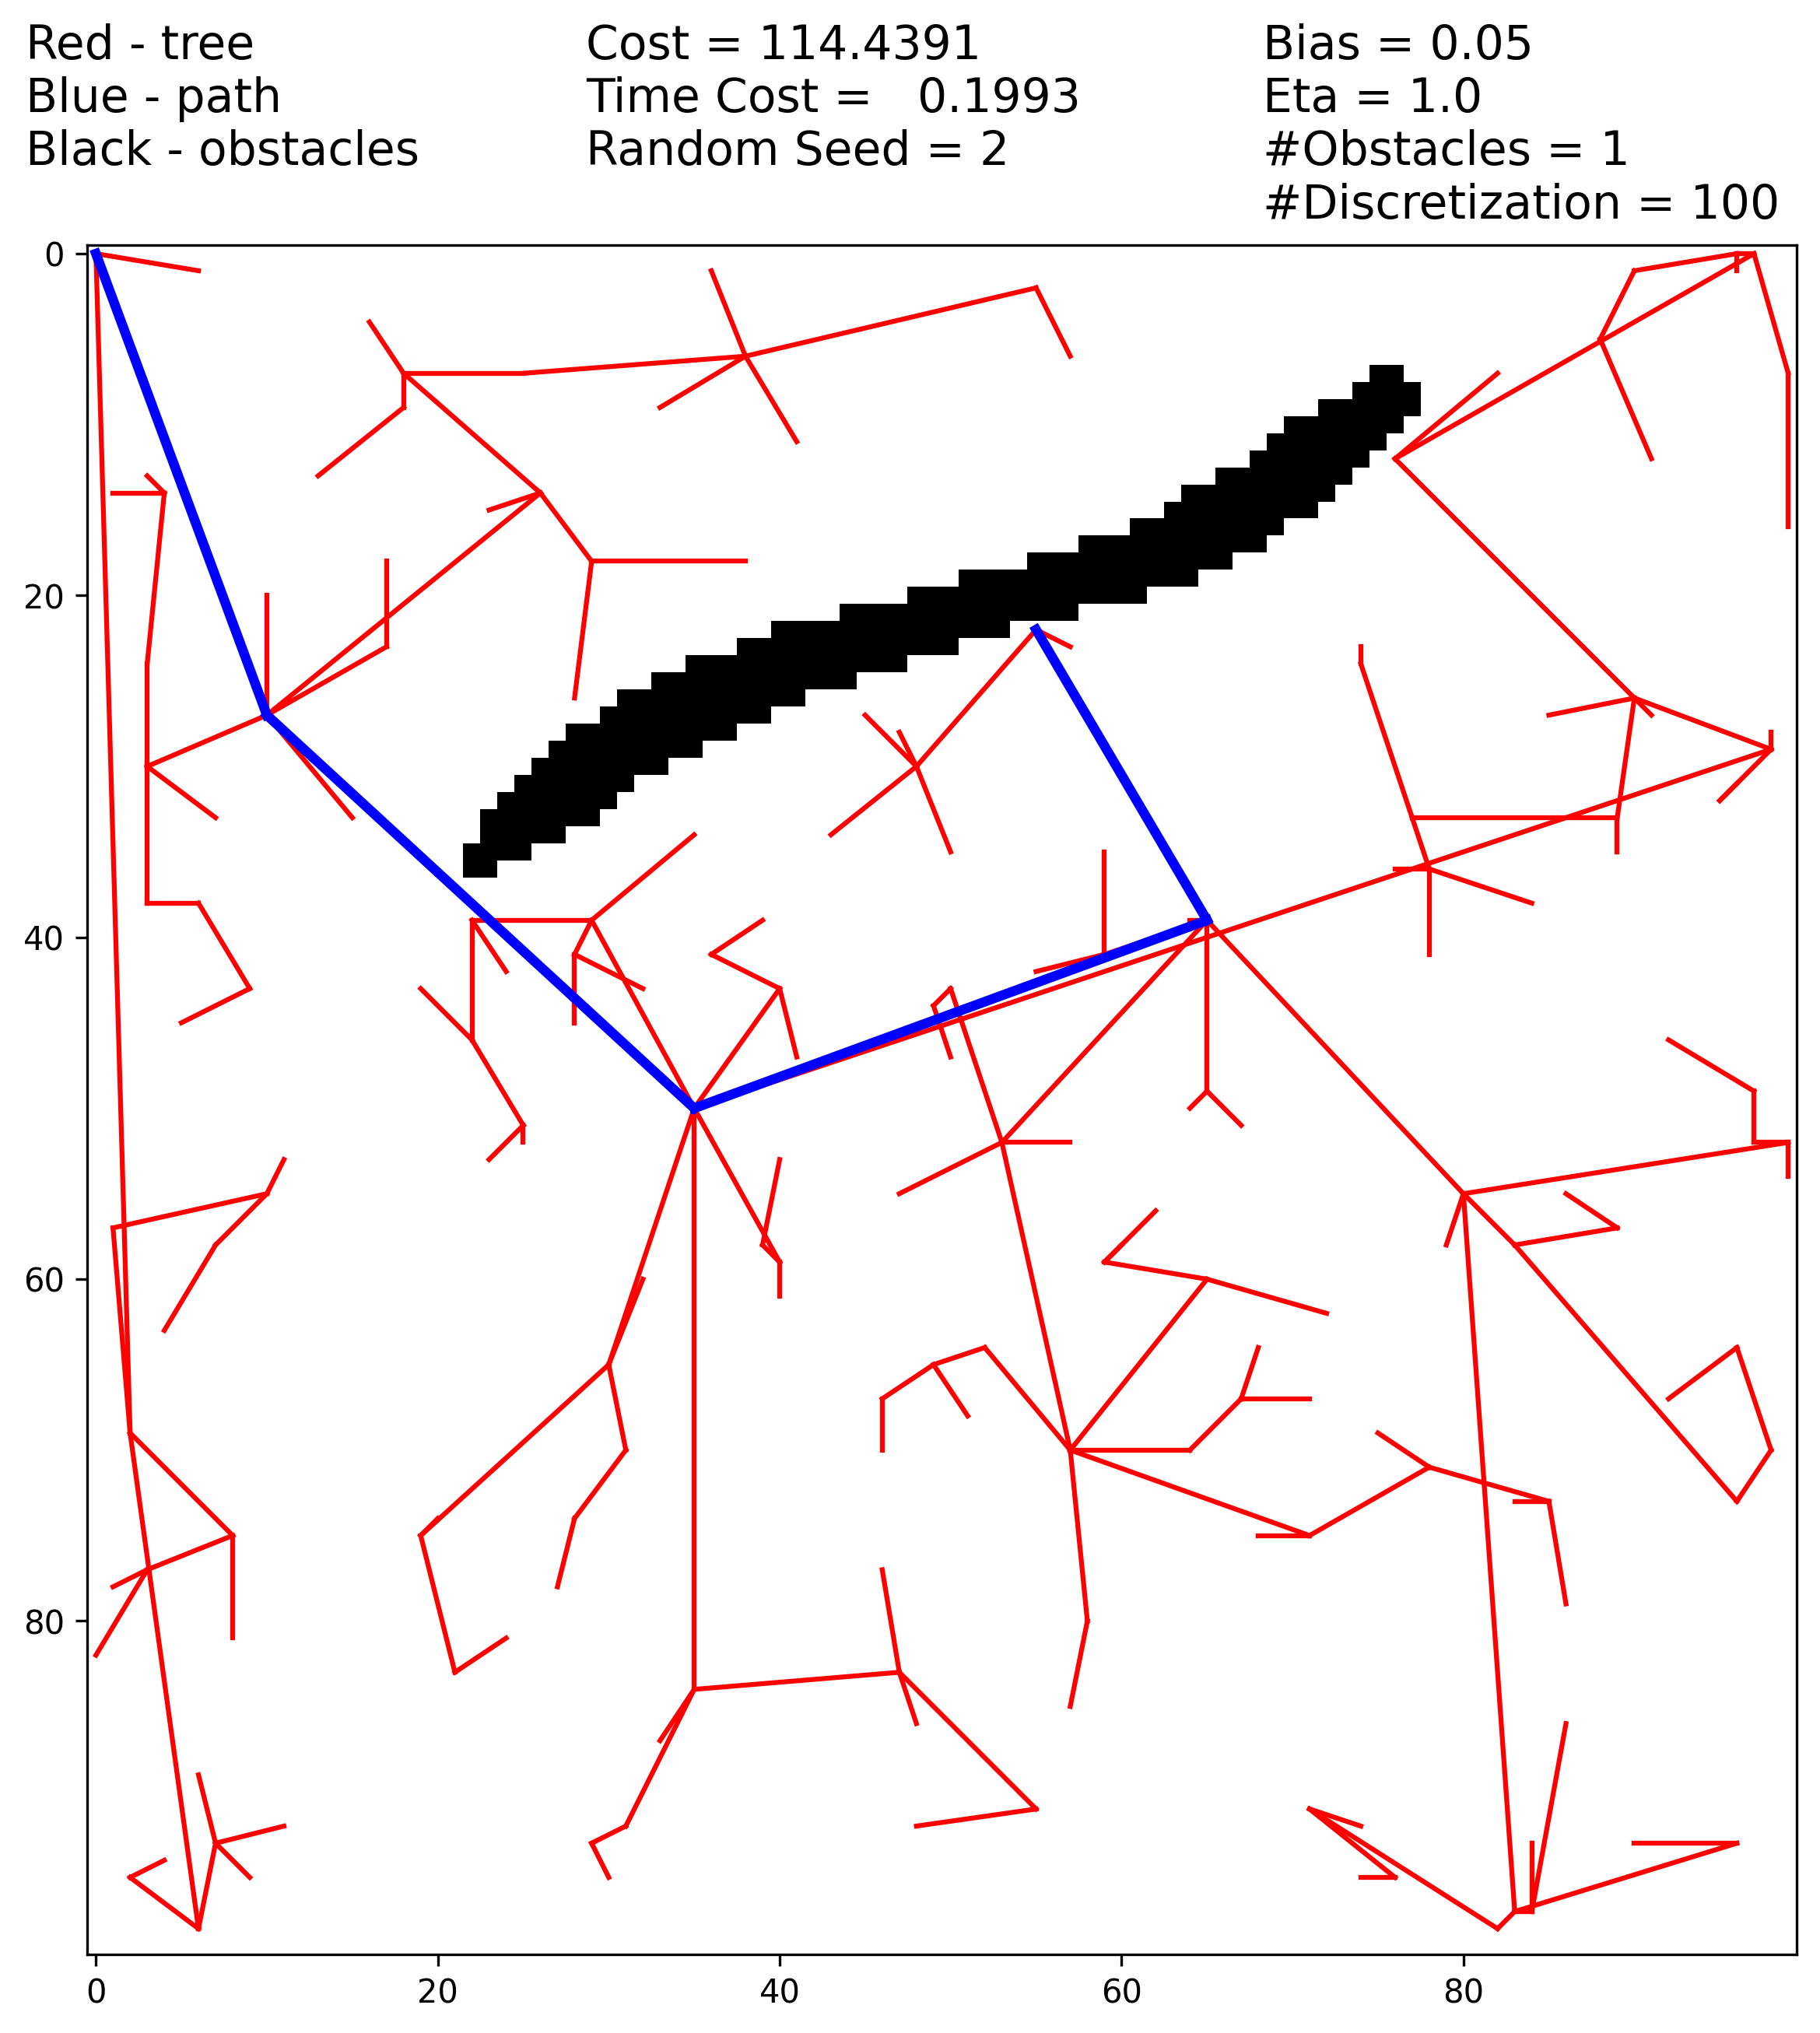 Red - tree
Blue - path
Black - obstacles
Cost = 114.4391
Time Cost =   0.1993
Random Seed = 2
Bias = 0.05
Eta = 1.0
#Obstacles = 1
#Discretization = 100
0
20
40
60
80
0
20
40
60
80